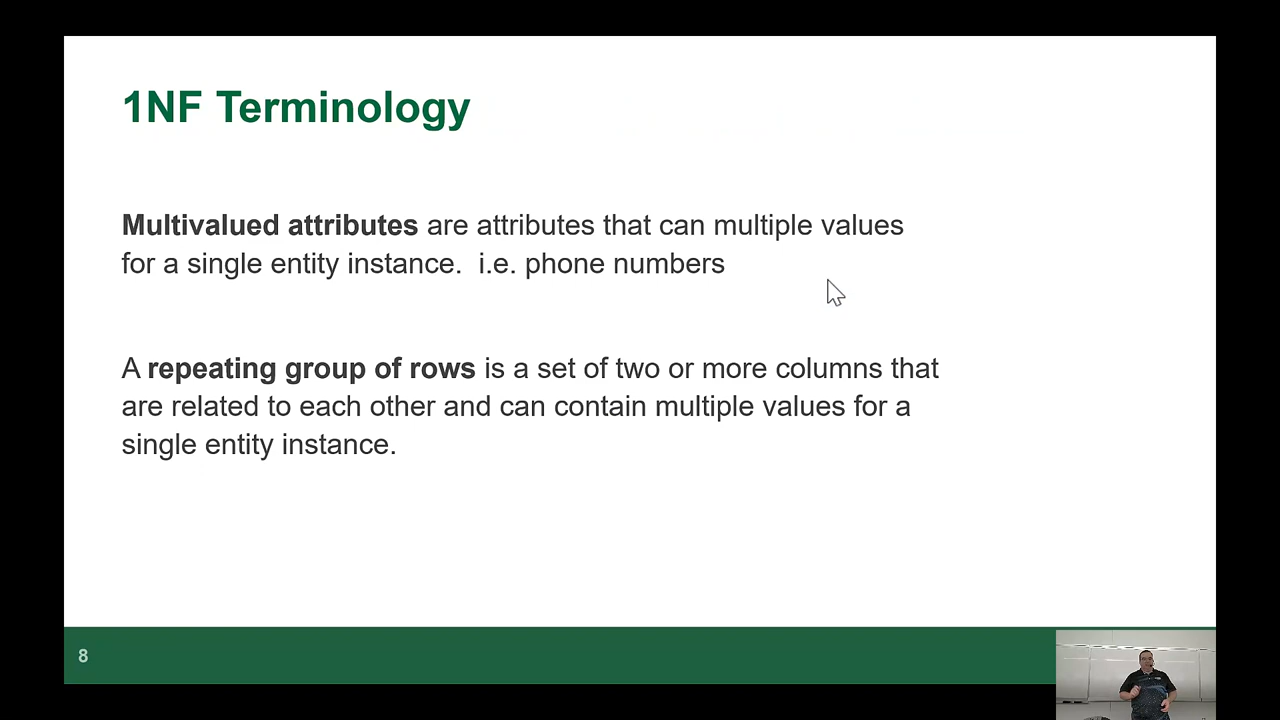 1NF Terminology
Multivalued attributes are attributes that can multiple values
for a single entity instance.  i.e. phone numbers
A repeating group of rows is a set of two or more columns that
are related to each other and can contain multiple values for a
single entity instance.
8